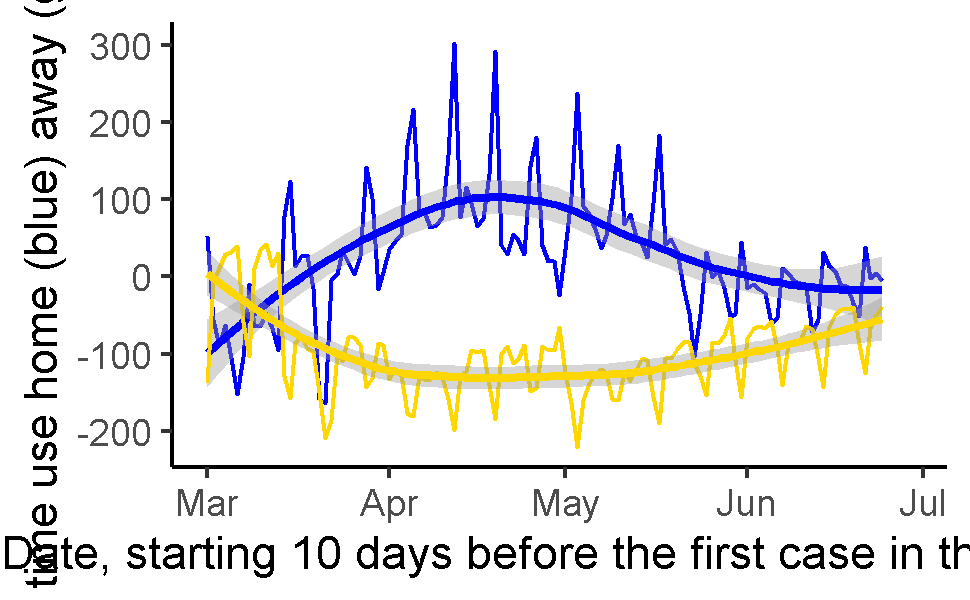 time use home (blue) away (
300
200
100
0
-100
-200
Mar Apr May Jun Jul
Date, starting 10 days before the first case in th